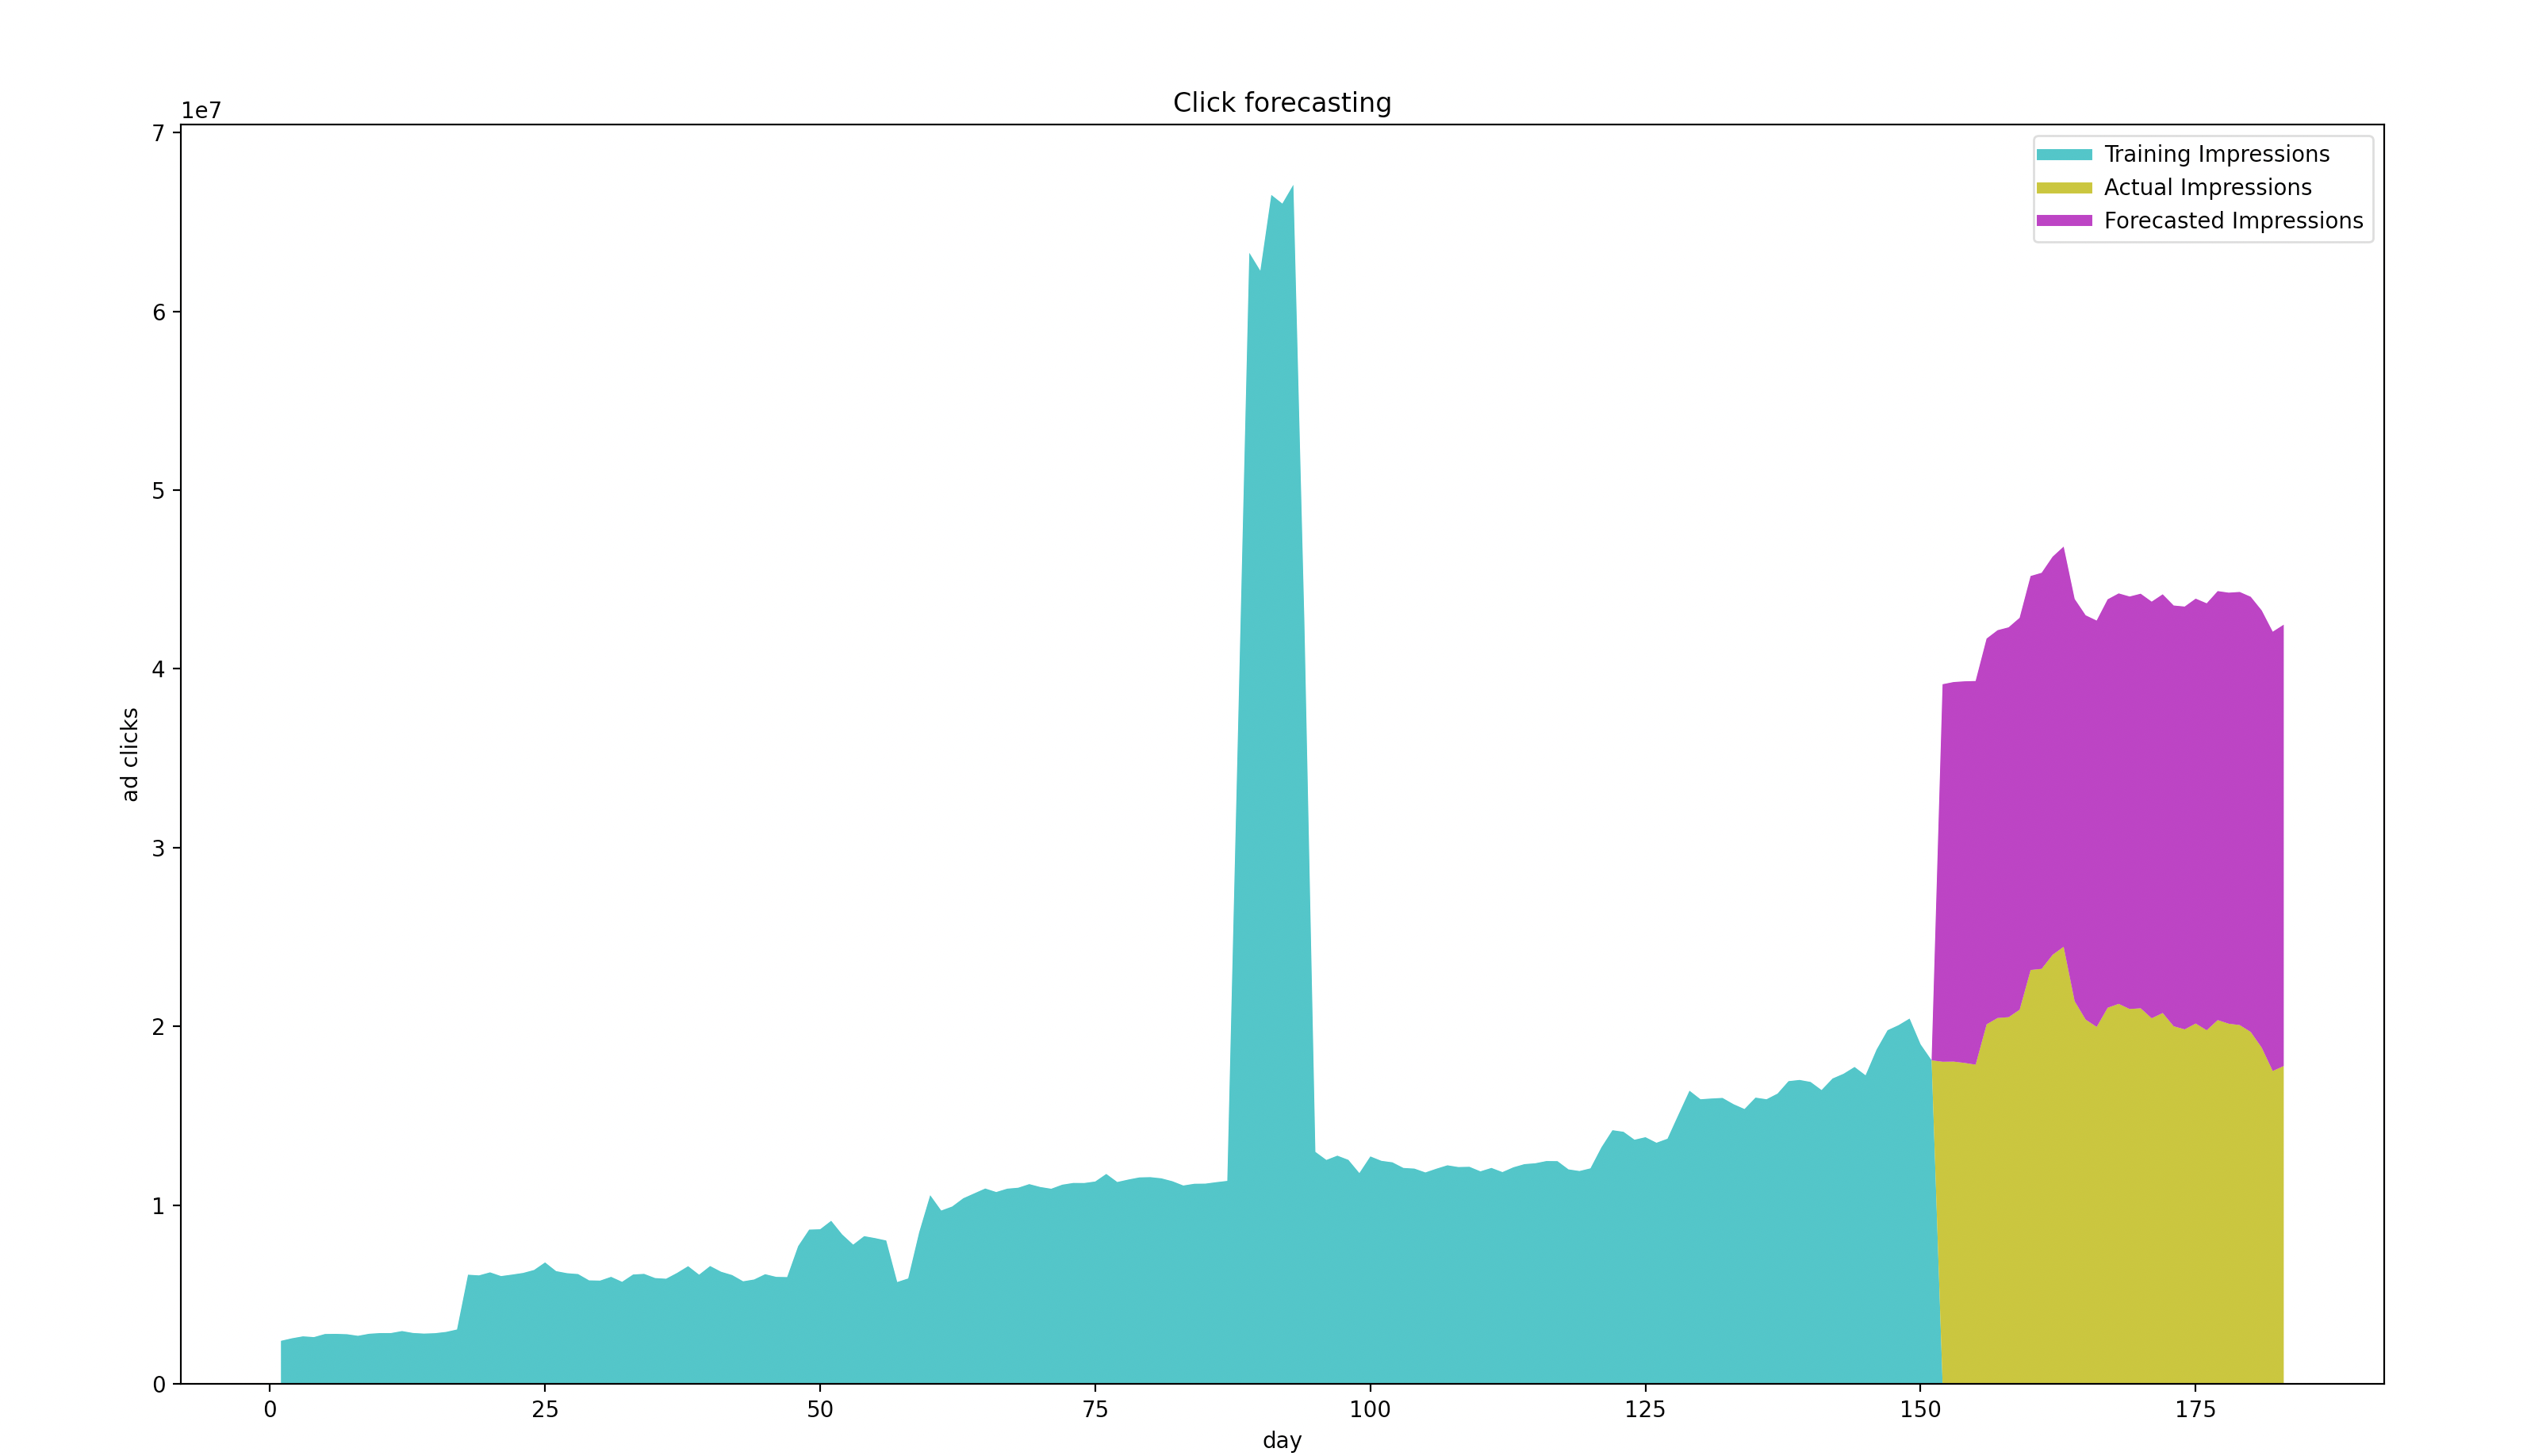 Click forecasting
1e7
7
6
5
4
3
2
1
0
ad clicks
Training Impressions
Actual Impressions
Forecasted Impressions
0 25 50 75 100 125 150 175
day